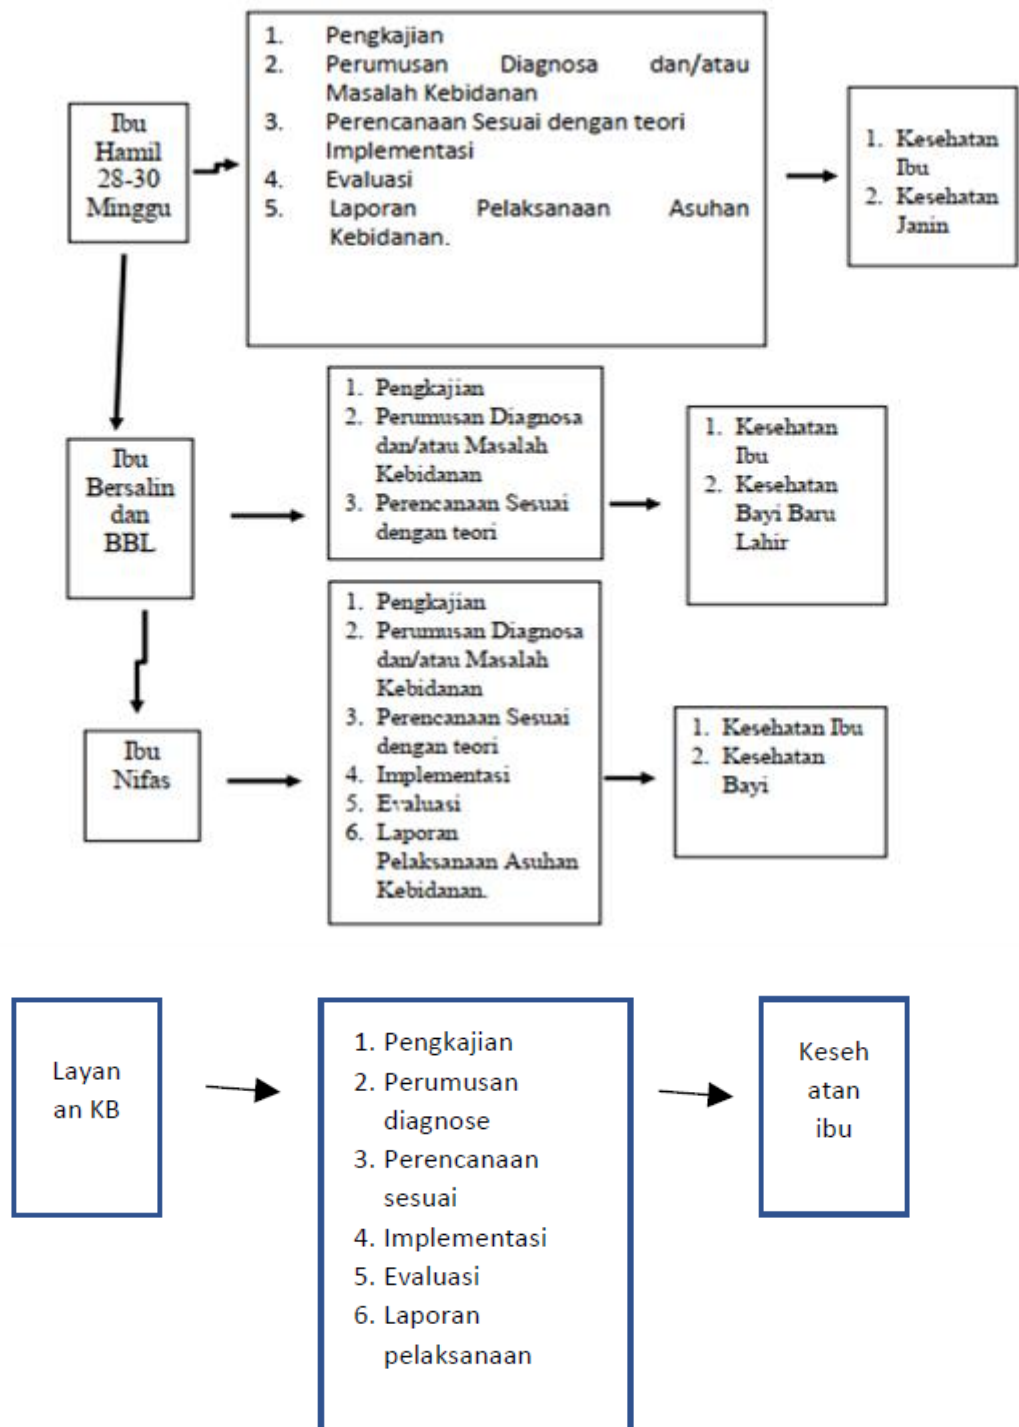 Ibu
Hamil
28-30
Minggu
1. Pengkajian
2. Perumusan Diagnosa dan/atau
Masalah Kebidanan
3. Perencanaan Sesuai dengan teori
Implementasi
4. Evaluasi
5. Laporan Pelaksanaan Asuhan
Kebidanan.
1. Kesehatan
Ibu
2. Kesehatan
Janin
Ibu
Bersalin
dan
BBL
1. Pengkajian
2. Perumusan Diagnosa
dan/atau Masalah
Kebidanan
3. Perencanaan Sesuai
dengan teori
1. Kesehatan
Ibu
2. Kesehatan
Bayi Baru
Lahir
Ibu
Nifas
1. Pengkajian
2. Perumusan Diagnosa
dan/atau Masalah
Kebidanan
3. Perencanaan Sesuai
dengan teori
4. Implementasi
5. Evaluasi
6. Laporan
Pelaksanaan Asuhan
Kebidanan.
1. Kesehatan Ibu
2. Kesehatan
Bayi
Layan
an KB
1. Pengkajian
2. Perumusan
diagnose
3. Perencanaan
sesuai
4. Implementasi
5. Evaluasi
6. Laporan
pelaksanaan
Keseh
atan
ibu